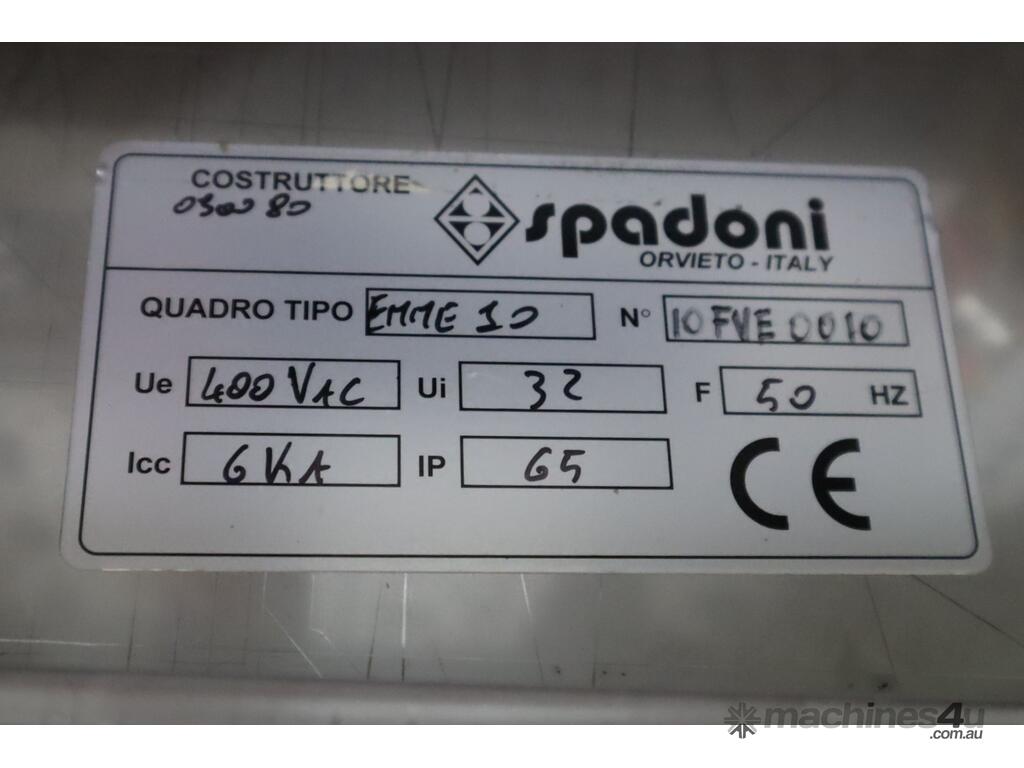 COSTRUTTORE
spadoni
ORVIETO - ITALY
QUADRO TIPO EMME 10 N° 10FVE0010
Ue 400 VAC Ui 32 F 50 HZ
Icc 6KA IP 65
CE
machines4u
.com.au